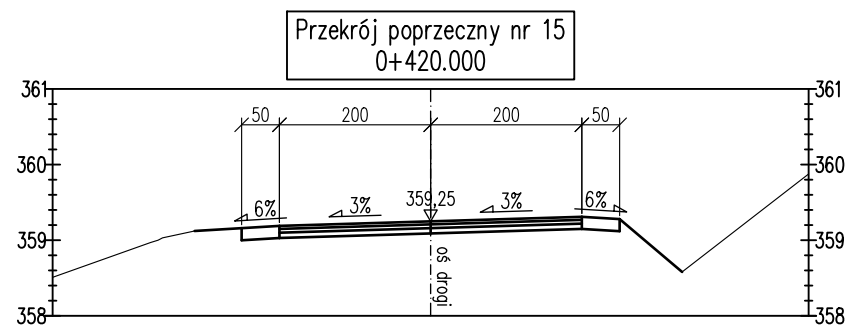 Przekrój poprzeczny nr 15
0+420.000
361 361
50 200 200 50
360 360
6% 3% 359,25 3% 6%
359 359
oś drogi
358 358